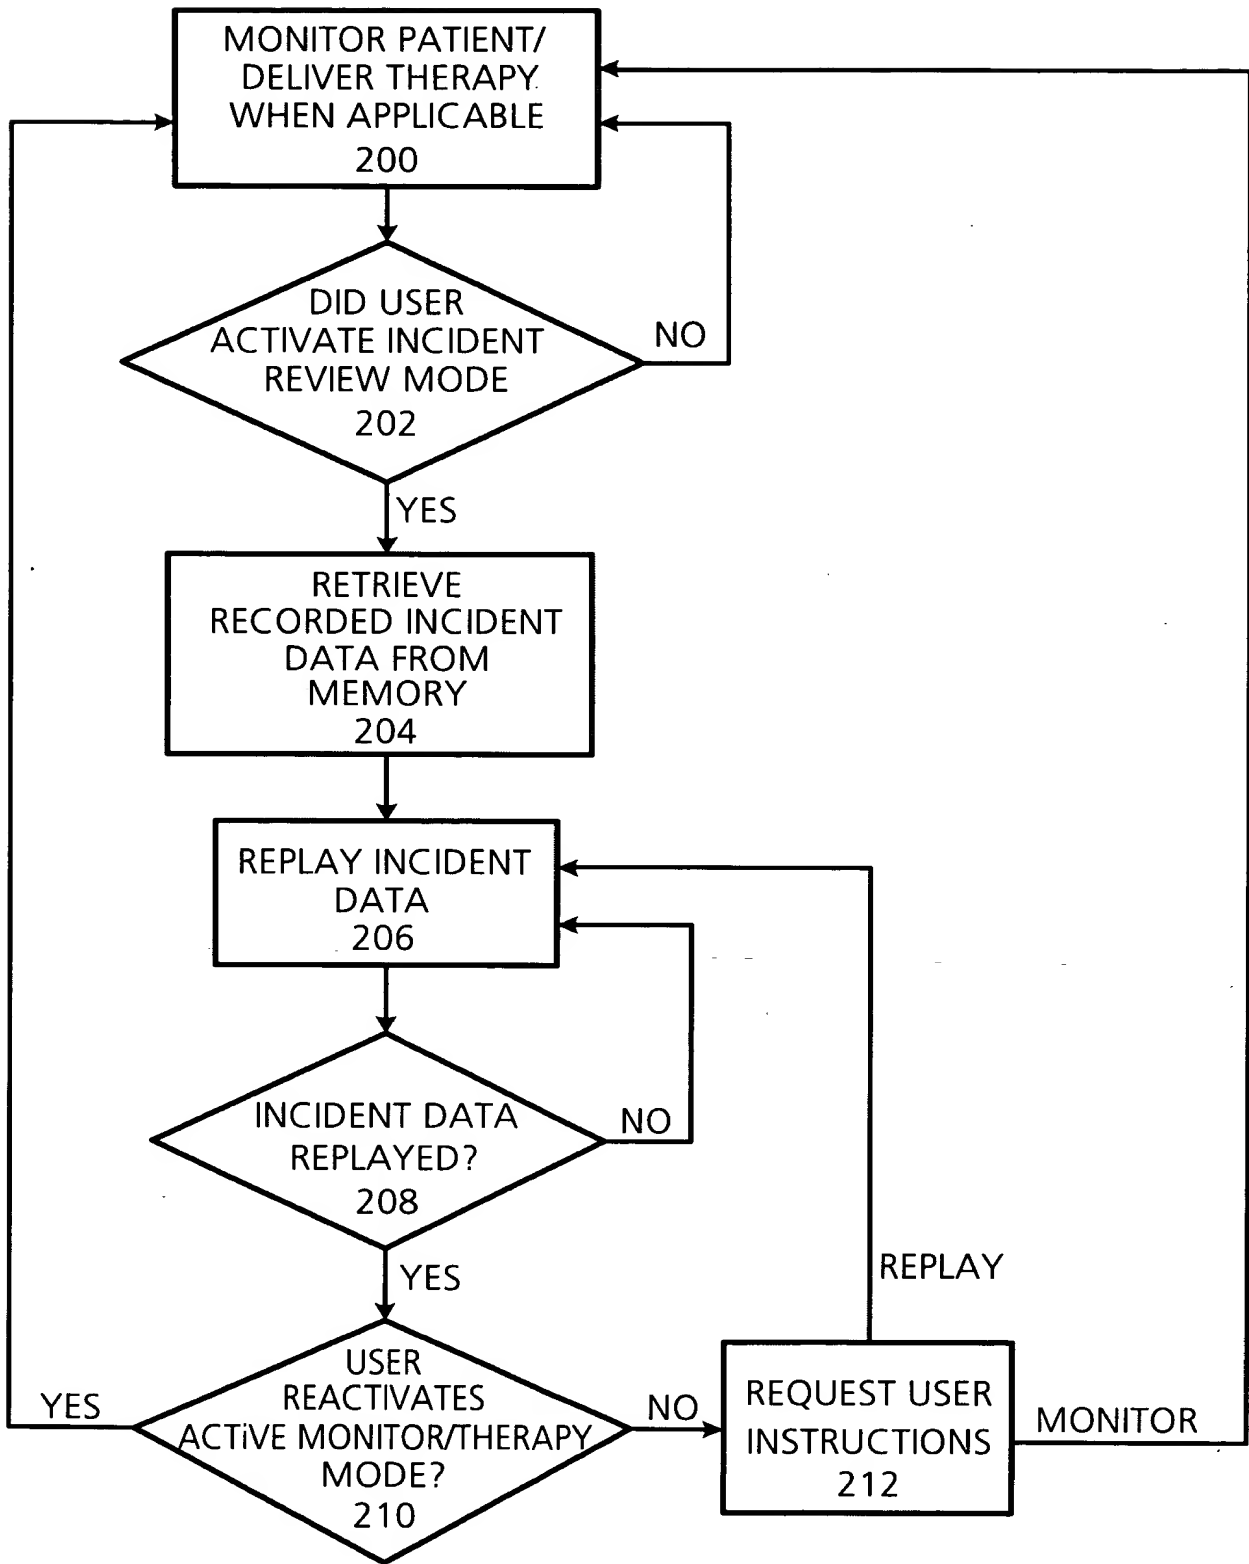 MONITOR PATIENT/
DELIVER THERAPY
WHEN APPLICABLE
200
DID USER
ACTIVATE INCIDENT
REVIEW MODE
202
NO
YES
RETRIEVE
RECORDED INCIDENT
DATA FROM
MEMORY
204
REPLAY INCIDENT
DATA
206
INCIDENT DATA
REPLAYED?
208
NO
YES
REPLAY
USER
REACTIVATES
ACTiVE MONITOR/THERAPY
MODE?
210
YES
NO
REQUEST USER
INSTRUCTIONS
212
MONITOR